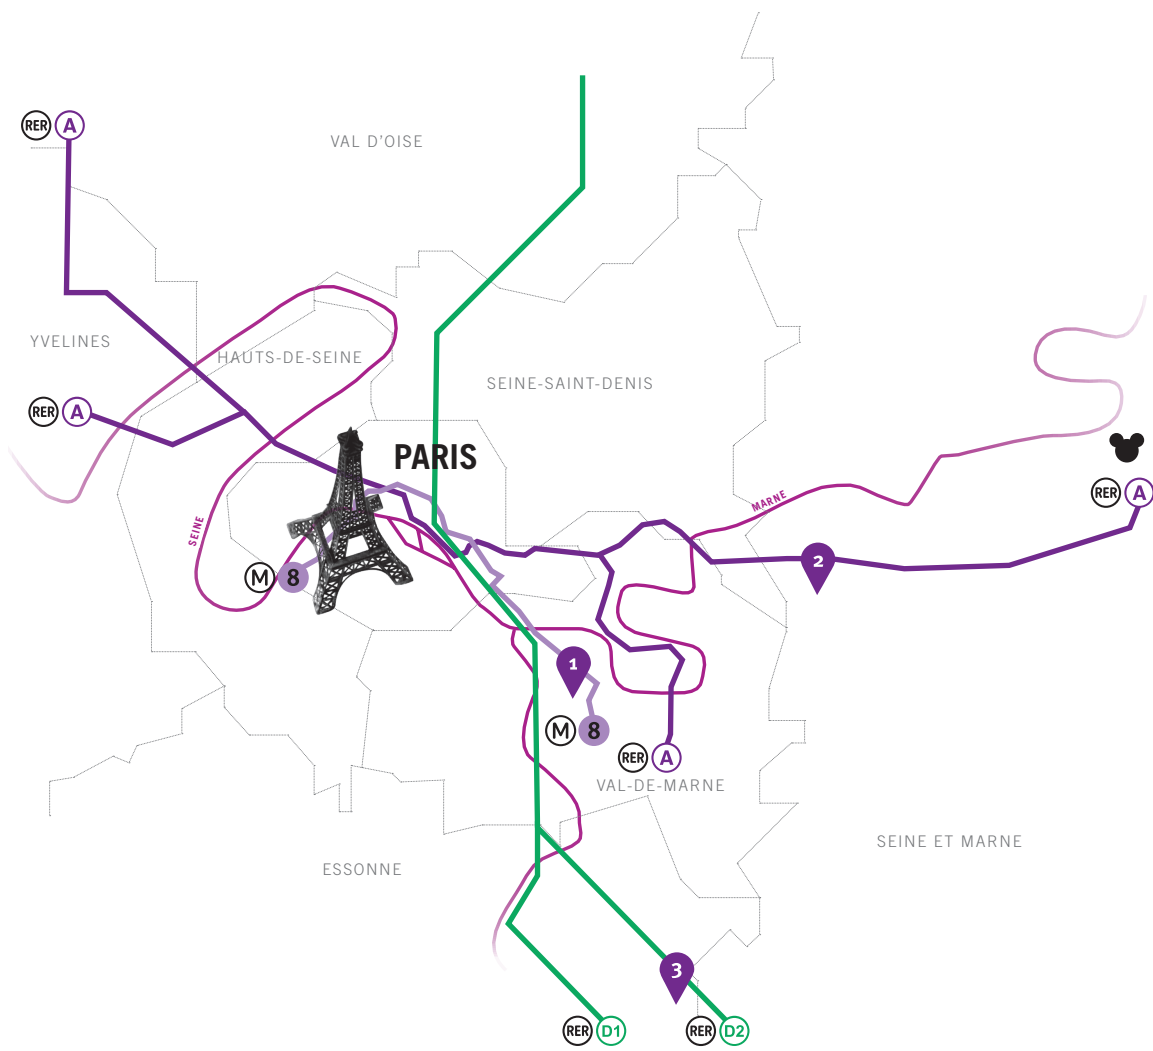 RER A
VAL D'OISE
YVELINES
HAUTS-DE-SEINE
SEINE-SAINT-DENIS
RER A
PARIS
RER A
MARNE
SEINE
2
M 8
1
M 8
RER A
VAL-DE-MARNE
SEINE ET MARNE
ESSONNE
3
RER D1
RER D2